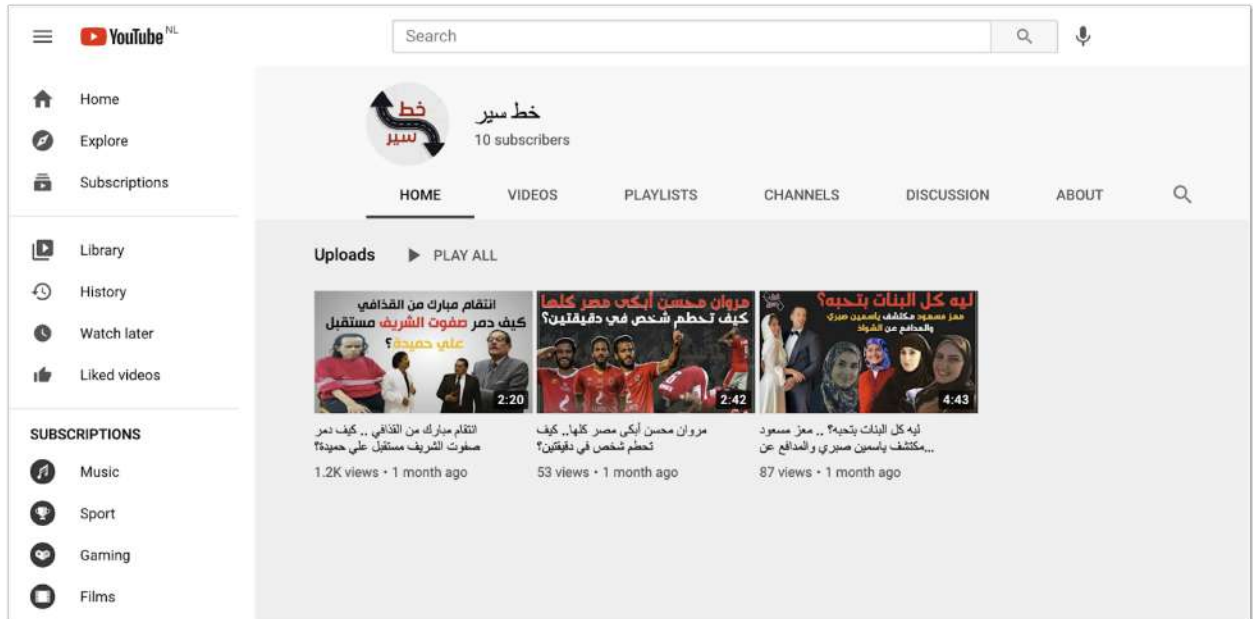 YouTube NL
Search
Home
Explore
Subscriptions
Library
History
Watch later
Liked videos
SUBSCRIPTIONS
Music
Sport
Gaming
Films
خط
سير
خط سير
10 subscribers
HOME
VIDEOS
PLAYLISTS
CHANNELS
DISCUSSION
ABOUT
Uploads
PLAY ALL
انتقام مبارك من القذافي
كيف دمر صفوت الشريف مستقبل
علي حميدة؟
2:20
انتقام مبارك من القذافي .. كيف دمر
صفوت الشريف مستقبل علي حميدة؟
1.2K views • 1 month ago
مروان محسن أبكى مصر كلها
كيف تحطم شخص في دقيقتين؟
2:42
مروان محسن أبكى مصر كلها.. كيف
تحطم شخص في دقيقتين؟
53 views • 1 month ago
ليه كل البنات بتحبه؟
معز مسعود مكتشف ياسمين صبري
والمدافع عن الشواذ
4:43
ليه كل البنات بتحبه؟ .. معز مسعود
مكتشف ياسمين صبري والمدافع عن...
87 views • 1 month ago